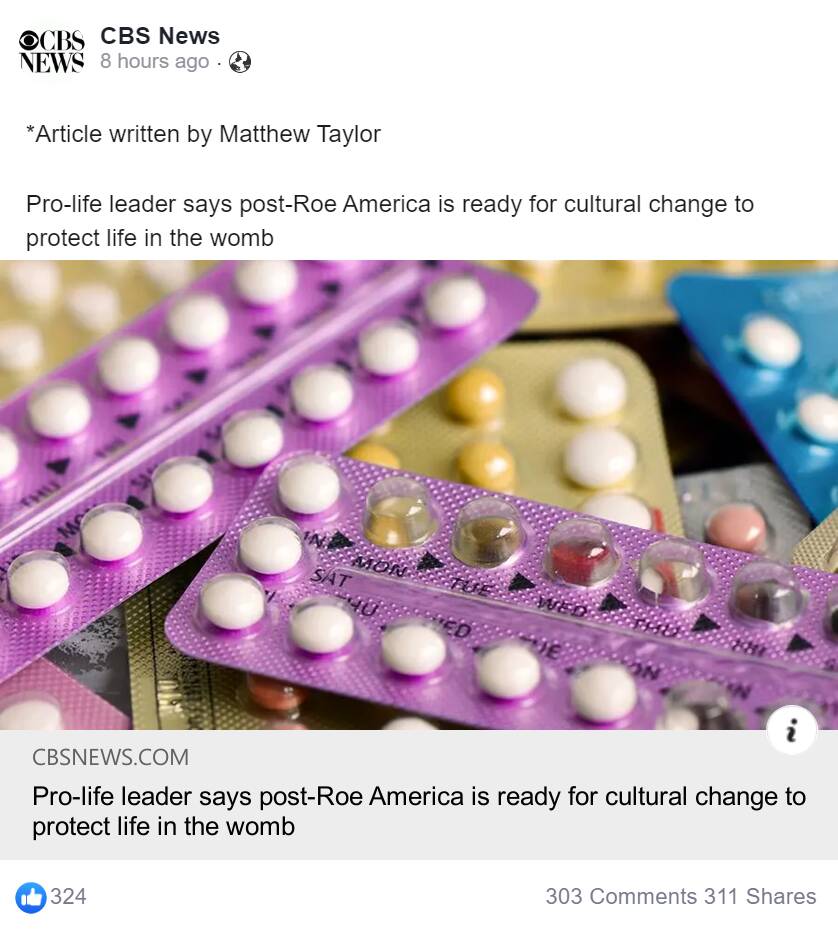 CBS NEWS
CBS News
8 hours ago ·
*Article written by Matthew Taylor
Pro-life leader says post-Roe America is ready for cultural change to
protect life in the womb
THU
SU
MON
TUE
WED
THU
FRI
SAT
THU
WED
CBSNEWS.COM
i
Pro-life leader says post-Roe America is ready for cultural change to
protect life in the womb
324
303 Comments 311 Shares